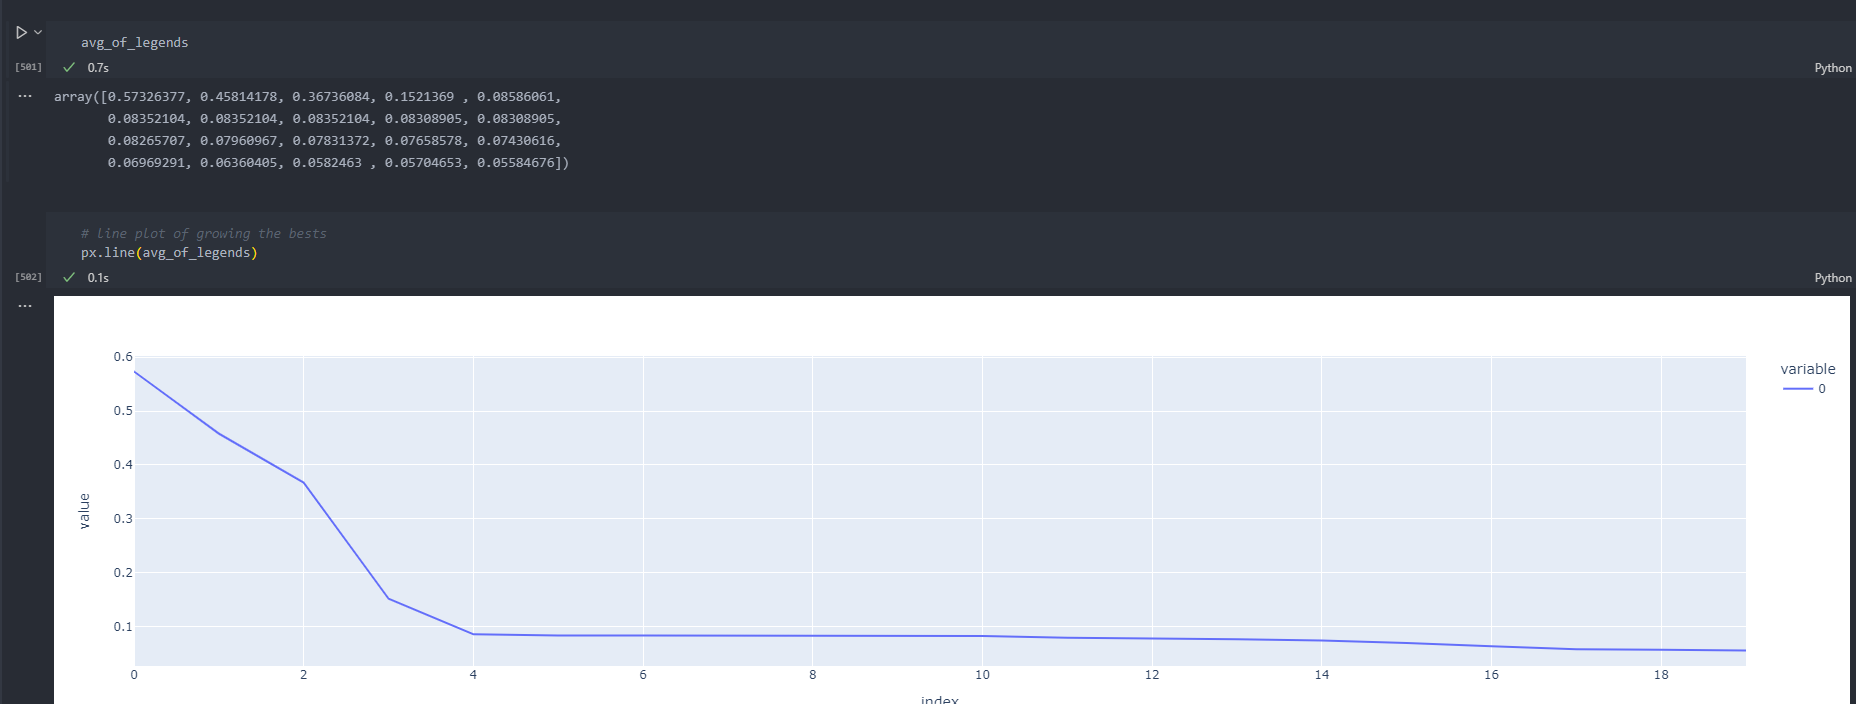 avg_of_legends
[501] 0.7s Python
array([0.57326377, 0.45814178, 0.36736084, 0.1521369 , 0.08586061,
0.08352104, 0.08352104, 0.08352104, 0.08308905, 0.08308905,
0.08265707, 0.07960967, 0.07831372, 0.07658578, 0.07430616,
0.06969291, 0.06360405, 0.0582463 , 0.05704653, 0.05584676])
# line plot of growing the bests
px.line(avg_of_legends)
[502] 0.1s Python
0.6
0.5
0.4
0.3
0.2
0.1
value
0 2 4 6 8 10 12 14 16 18
index
variable
0